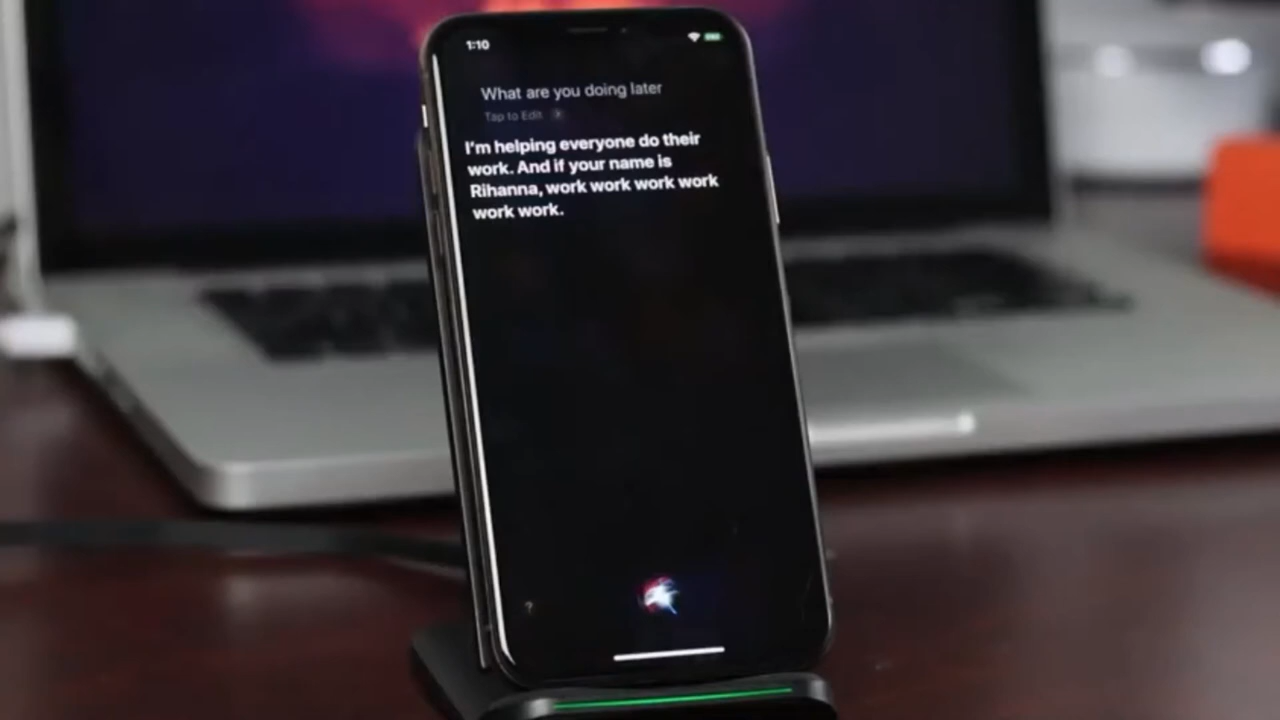 1:10
What are you doing later
Tap to Edit
I'm helping everyone do their
work. And if your name is
Rihanna, work work work work
work work.
?